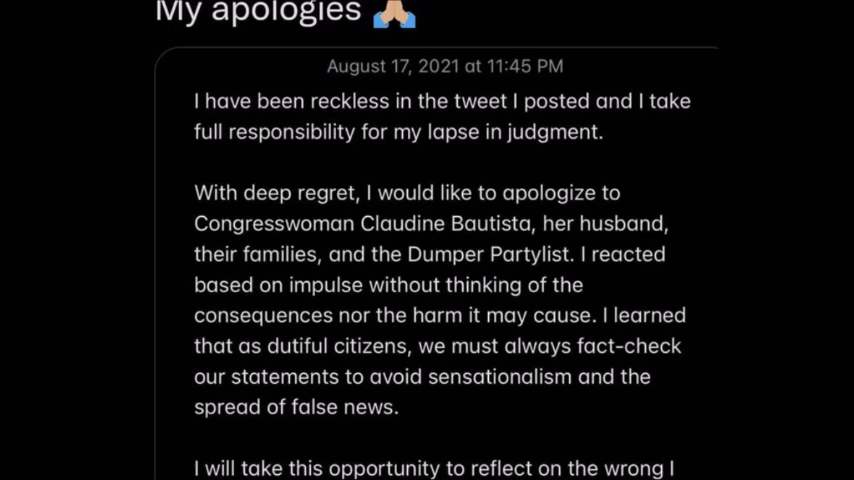 My apologies 🙏🏼
August 17, 2021 at 11:45 PM
I have been reckless in the tweet I posted and I take
full responsibility for my lapse in judgment.
With deep regret, I would like to apologize to
Congresswoman Claudine Bautista, her husband,
their families, and the Dumper Partylist. I reacted
based on impulse without thinking of the
consequences nor the harm it may cause. I learned
that as dutiful citizens, we must always fact-check
our statements to avoid sensationalism and the
spread of false news.
I will take this opportunity to reflect on the wrong I